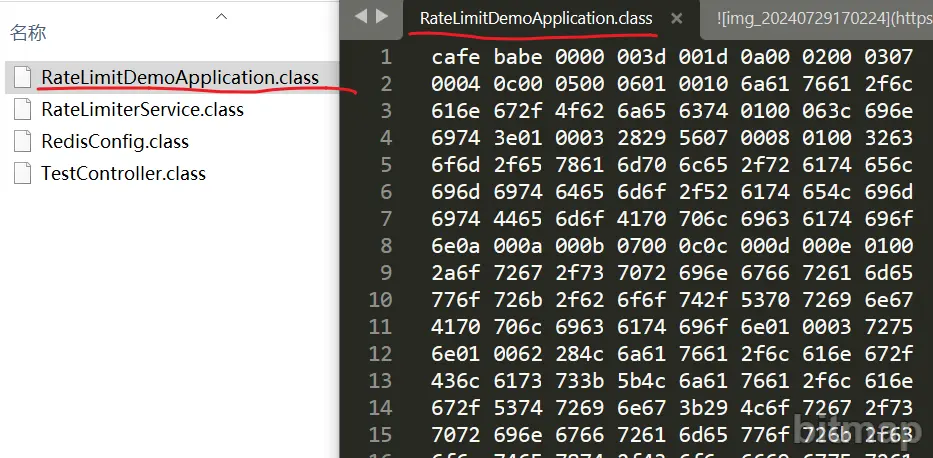 名称
RateLimitDemoApplication.class
RateLimiterService.class
RedisConfig.class
TestController.class
RateLimitDemoApplication.class × ![img_20240729170224](https
1 cafe babe 0000 003d 001d 0a00 0200 0307
2 0004 0c00 0500 0601 0010 6a61 7661 2f6c
3 616e 672f 4f62 6a65 6374 0100 063c 696e
4 6974 3e01 0003 2829 5607 0008 0100 3263
5 6f6d 2f65 7861 6d70 6c65 2f72 6174 656c
6 696d 6974 6465 6d6f 2f52 6174 654c 696d
7 6974 4465 6d6f 4170 706c 6963 6174 696f
8 6e0a 000a 000b 0700 0c0c 000d 000e 0100
9 2a6f 7267 2f73 7072 696e 6766 7261 6d65
10 776f 726b 2f62 6f6f 742f 5370 7269 6e67
11 4170 706c 6963 6174 696f 6e01 0003 7275
12 6e01 0062 284c 6a61 7661 2f6c 616e 672f
13 436c 6173 733b 5b4c 6a61 7661 2f6c 616e
14 672f 5374 7269 6e67 3b29 4c6f 7267 2f73
15 7072 696e 6766 7261 6d65 776f 726b 2f63
bitmap